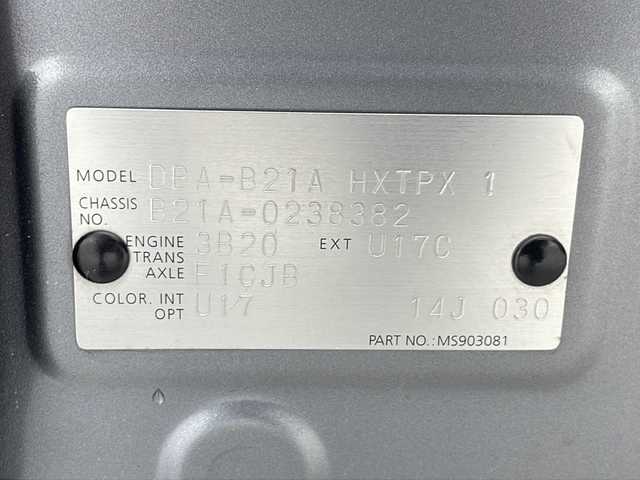 MODEL DBA-B21A HXTPX 1
CHASSIS NO. B21A-0238382
ENGINE 3B20 EXT U17C
TRANS AXLE F1CJB
COLOR. INT OPT U17 14J 030
PART NO.: MS903081